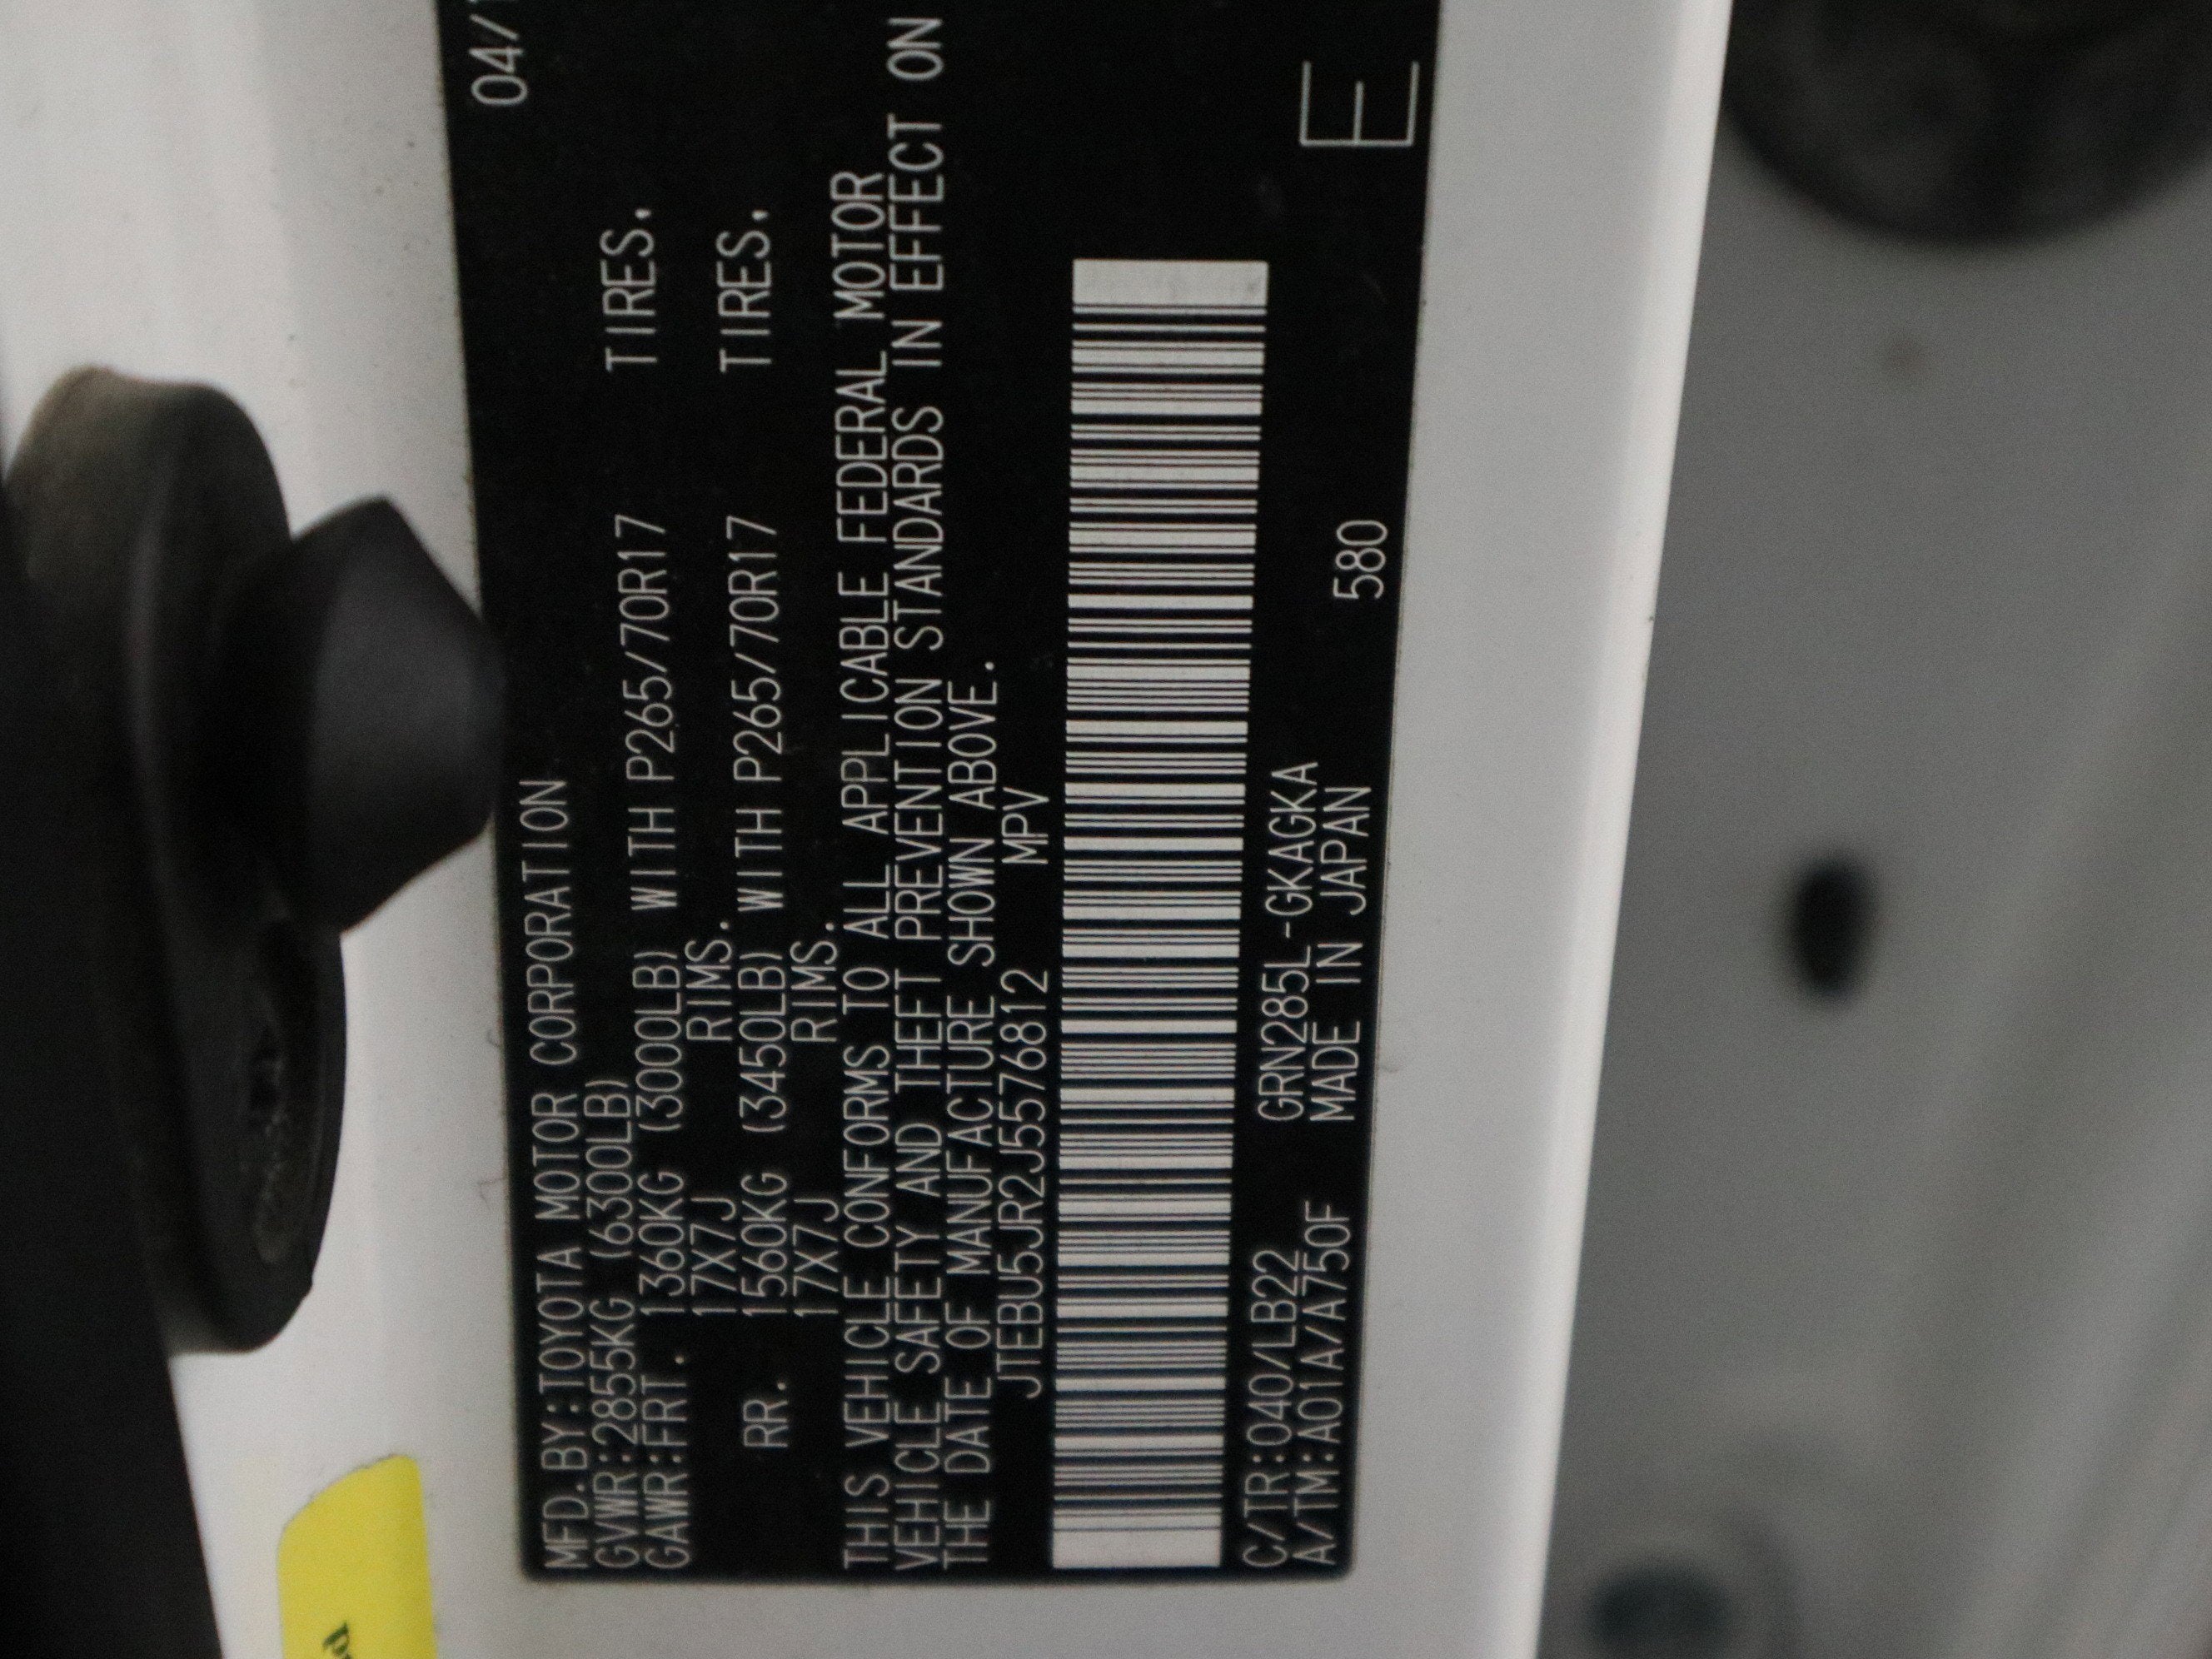 04/
MFD.BY:TOYOTA MOTOR CORPORATION
GVWR:2855KG (6300LB)
GAWR:FRT. 1360KG (3000LB) WITH P265/70R17 TIRES.
17X7J RIMS.
RR. 1560KG (3450LB) WITH P265/70R17 TIRES.
17X7J RIMS.
THIS VEHICLE CONFORMS TO ALL APPLICABLE FEDERAL MOTOR
VEHICLE SAFETY AND THEFT PREVENTION STANDARDS IN EFFECT ON
THE DATE OF MANUFACTURE SHOWN ABOVE.
JTEBU5JR2J5576812 MPV
C/TR:040/LB22 GRN285L-GKAGKA
A/TM:A01A/A750F MADE IN JAPAN 580
E